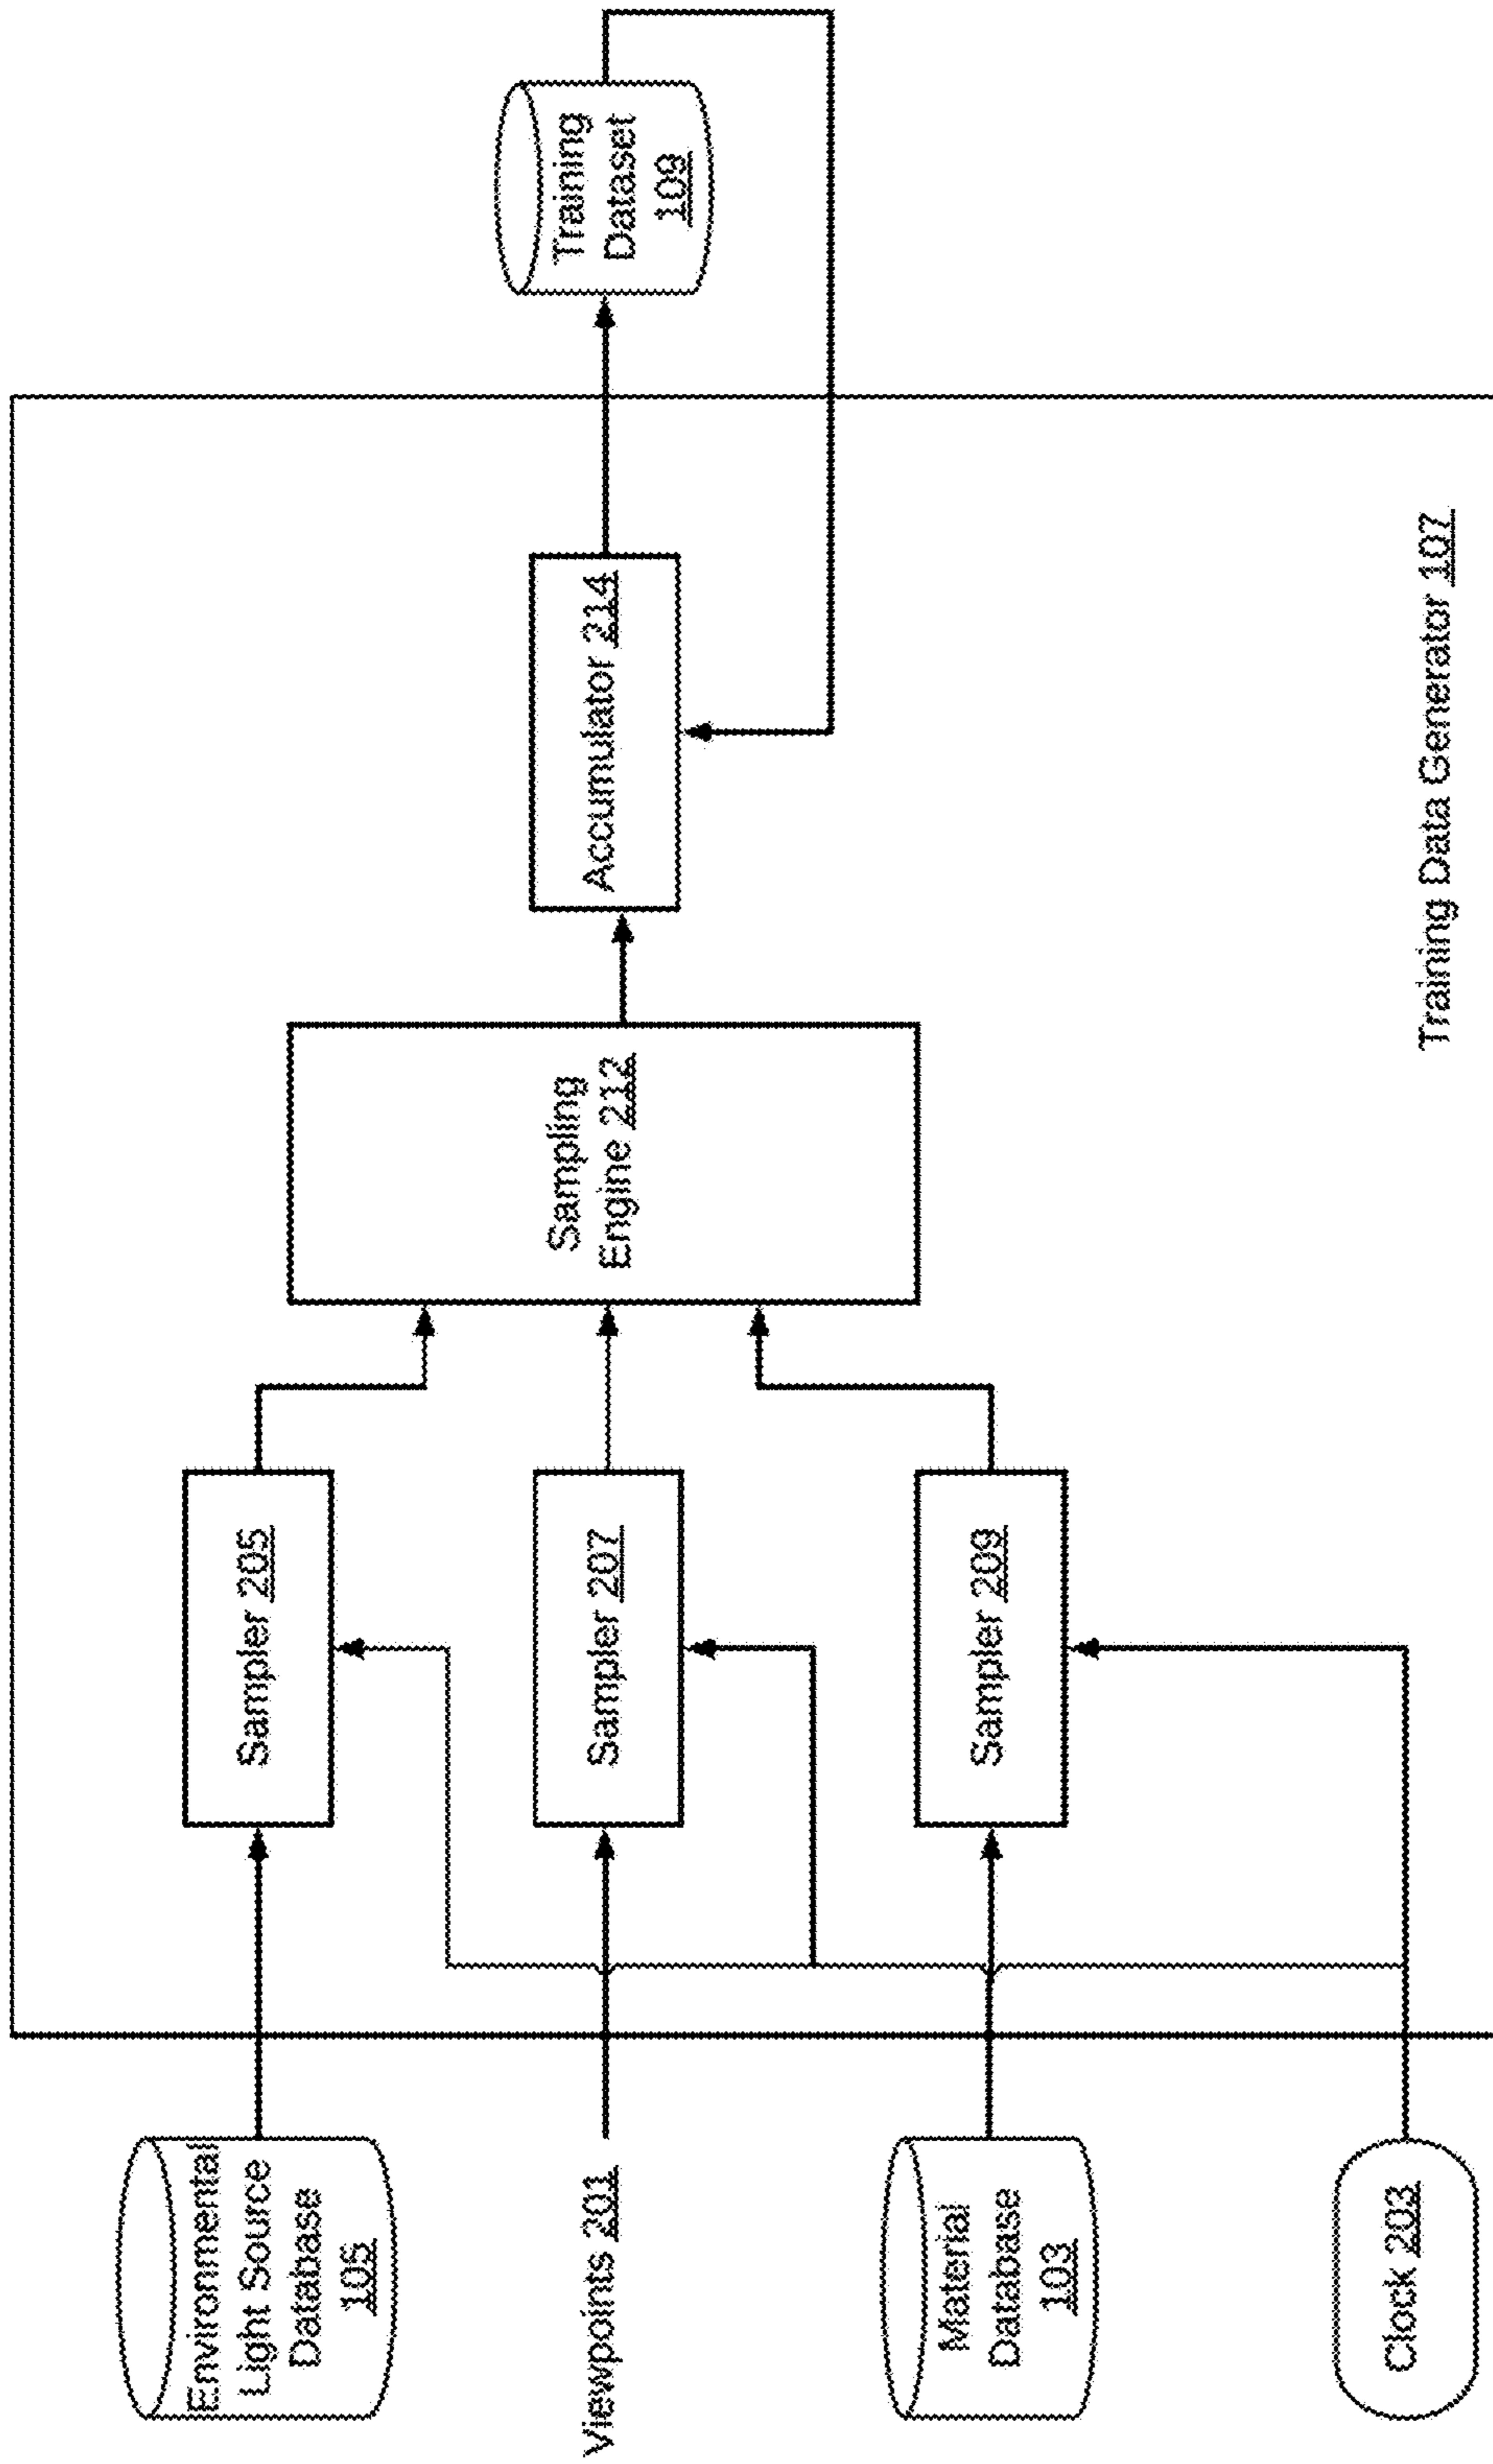 Environmental
Light Source
Database
105
Viewpoints 201
Material
Database
103
Clock 203
Sampler 205
Sampler 207
Sampler 209
Sampling
Engine 212
Accumulator 214
Training
Dataset
109
Training Data Generator 107